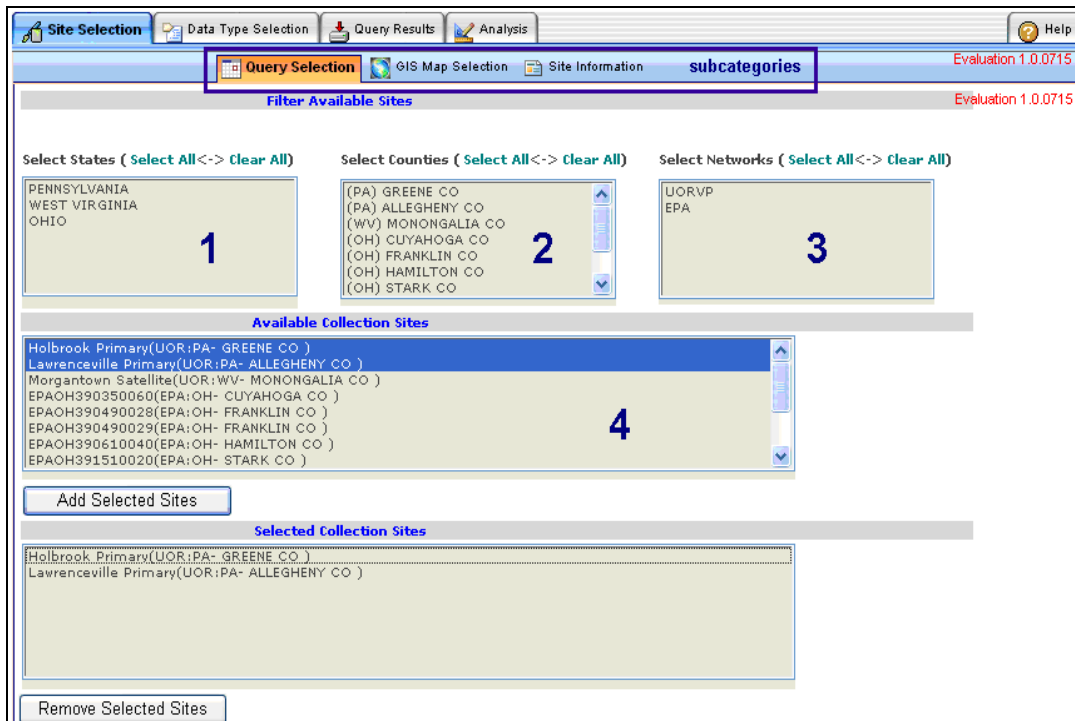 Site Selection Data Type Selection Query Results Analysis Help
Query Selection GIS Map Selection Site Information subcategories Evaluation 1.0.0715
Filter Available Sites Evaluation 1.0.0715
Select States ( Select All<-> Clear All) Select Counties ( Select All<-> Clear All) Select Networks ( Select All<-> Clear All)
PENNSYLVANIA
WEST VIRGINIA
OHIO
1
(PA) GREENE CO
(PA) ALLEGHENY CO
(WV) MONONGALIA CO
(OH) CUYAHOGA CO
(OH) FRANKLIN CO
(OH) HAMILTON CO
(OH) STARK CO
2
UORVP
EPA
3
Available Collection Sites
Holbrook Primary(UOR:PA- GREENE CO )
Lawrenceville Primary(UOR:PA- ALLEGHENY CO )
Morgantown Satellite(UOR:WV- MONONGALIA CO )
EPAOH390350060(EPA:OH- CUYAHOGA CO )
EPAOH390490028(EPA:OH- FRANKLIN CO )
EPAOH390490029(EPA:OH- FRANKLIN CO )
EPAOH390610040(EPA:OH- HAMILTON CO )
EPAOH391510020(EPA:OH- STARK CO )
4
Add Selected Sites
Selected Collection Sites
Holbrook Primary(UOR:PA- GREENE CO )
Lawrenceville Primary(UOR:PA- ALLEGHENY CO )
Remove Selected Sites